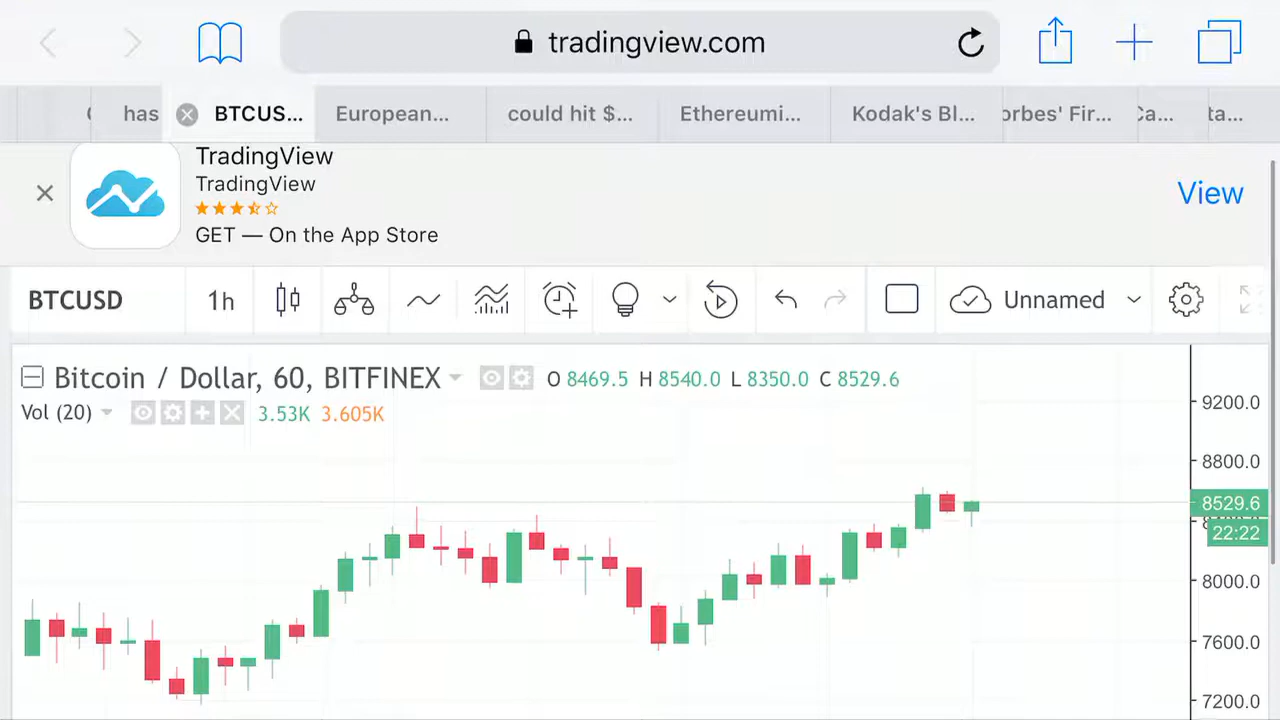 tradingview.com
has BTCUS... European... could hit $... Ethereumi... Kodak's Bl... orbes' Fir... Ca... ta...
TradingView
TradingView
GET — On the App Store
View
BTCUSD 1h Unnamed
Bitcoin / Dollar, 60, BITFINEX O 8469.5 H 8540.0 L 8350.0 C 8529.6
Vol (20) 3.53K 3.605K
9200.0
8800.0
8529.6
22:22
8000.0
7600.0
7200.0